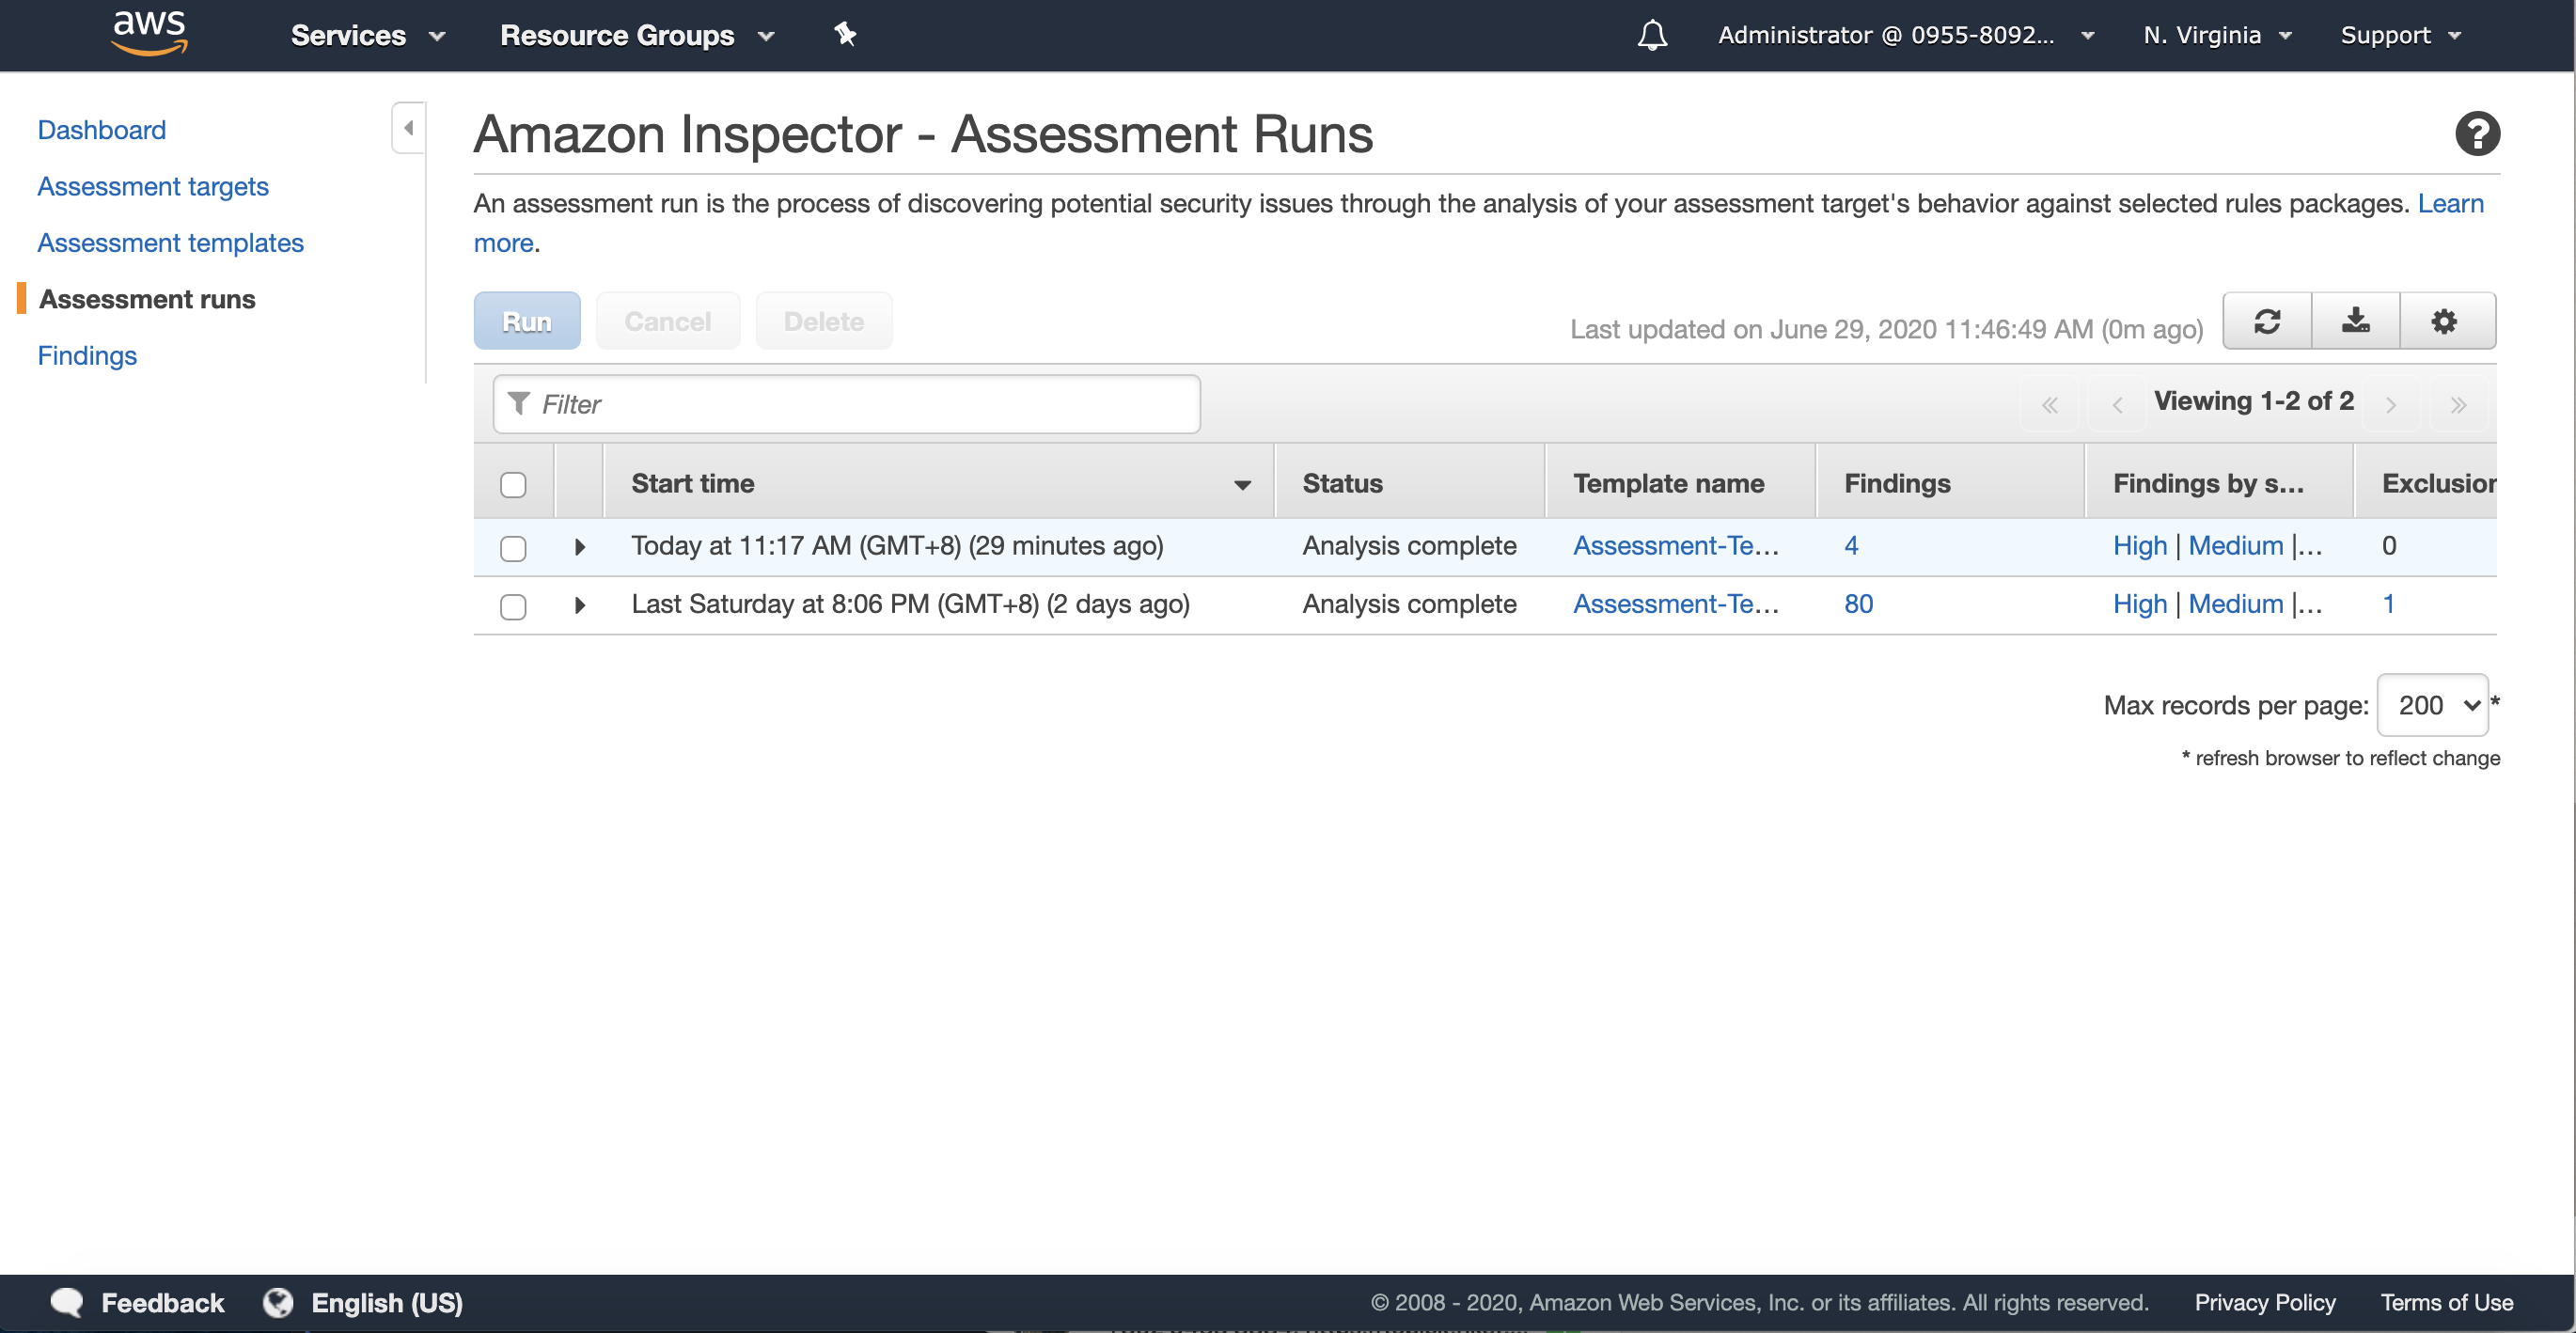 aws Services Resource Groups Administrator @ 0955-8092... N. Virginia Support
Dashboard
Assessment targets
Assessment templates
Assessment runs
Findings
Amazon Inspector - Assessment Runs
An assessment run is the process of discovering potential security issues through the analysis of your assessment target's behavior against selected rules packages. Learn
more.
Run Cancel Delete Last updated on June 29, 2020 11:46:49 AM (0m ago)
Filter « ‹ Viewing 1-2 of 2 › »
Start time Status Template name Findings Findings by s... Exclusion
Today at 11:17 AM (GMT+8) (29 minutes ago) Analysis complete Assessment-Te... 4 High | Medium |... 0
Last Saturday at 8:06 PM (GMT+8) (2 days ago) Analysis complete Assessment-Te... 80 High | Medium |... 1
Max records per page: 200 *
* refresh browser to reflect change
Feedback English (US) © 2008 - 2020, Amazon Web Services, Inc. or its affiliates. All rights reserved. Privacy Policy Terms of Use